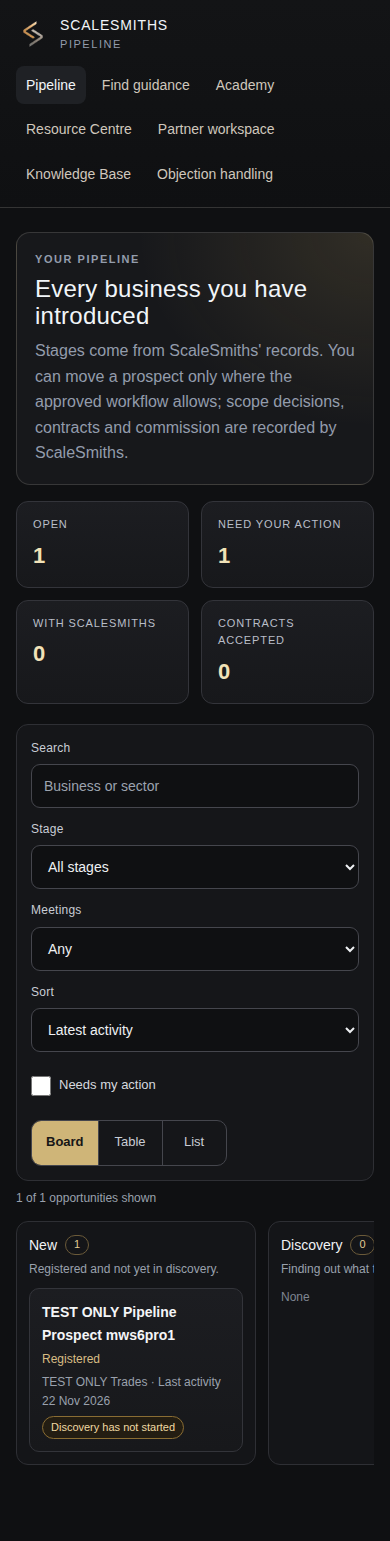 SCALESMITHS
PIPELINE
Pipeline
Find guidance
Academy
Resource Centre
Partner workspace
Knowledge Base
Objection handling
YOUR PIPELINE
Every business you have
introduced
Stages come from ScaleSmiths' records. You
can move a prospect only where the
approved workflow allows; scope decisions,
contracts and commission are recorded by
ScaleSmiths.
OPEN
1
NEED YOUR ACTION
1
WITH SCALESMITHS
0
CONTRACTS
ACCEPTED
0
Search
Business or sector
Stage
All stages
Meetings
Any
Sort
Latest activity
Needs my action
Board
Table
List
1 of 1 opportunities shown
New 1
Registered and not yet in discovery.
TEST ONLY Pipeline
Prospect mws6pro1
Registered
TEST ONLY Trades · Last activity
22 Nov 2026
Discovery has not started
Discovery 0
Finding out what
None